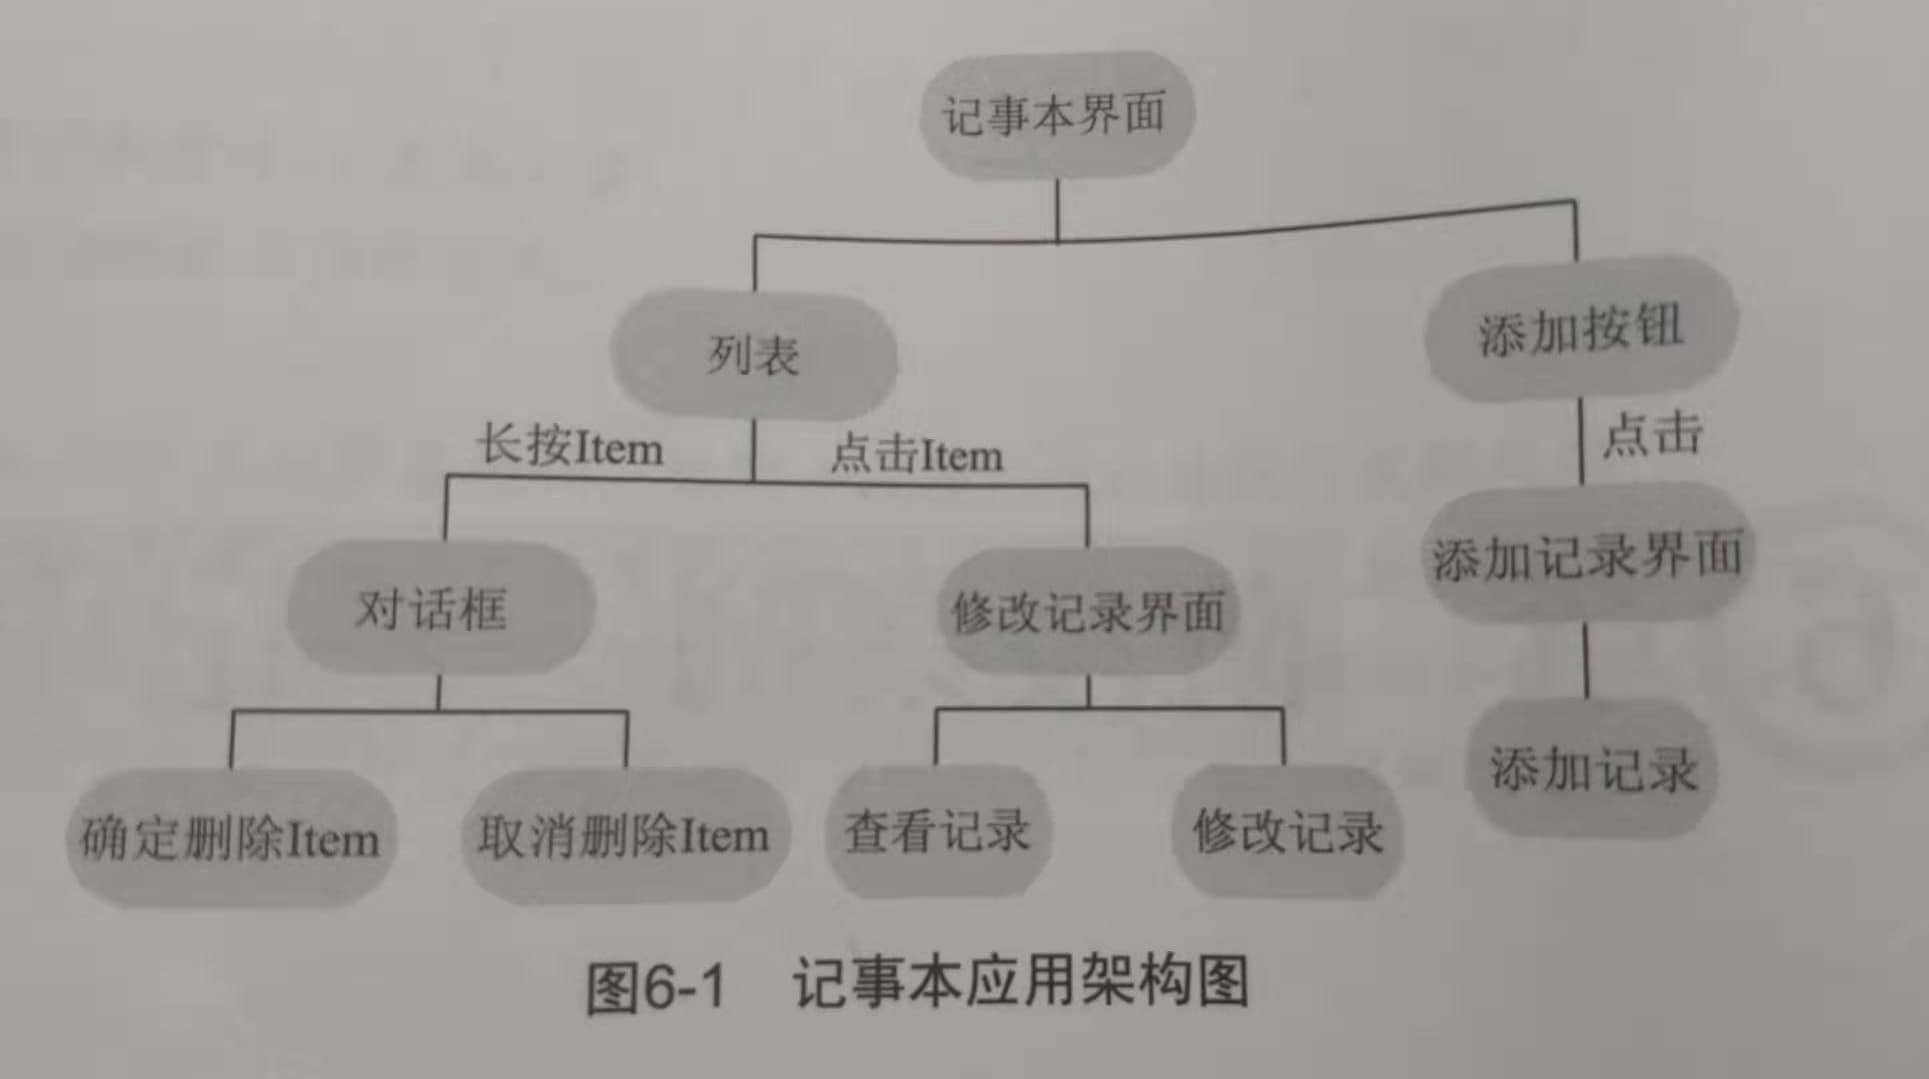 记事本界面
列表
添加按钮
长按Item
点击Item
点击
对话框
修改记录界面
添加记录界面
确定删除Item
取消删除Item
查看记录
修改记录
添加记录
图6-1 记事本应用架构图